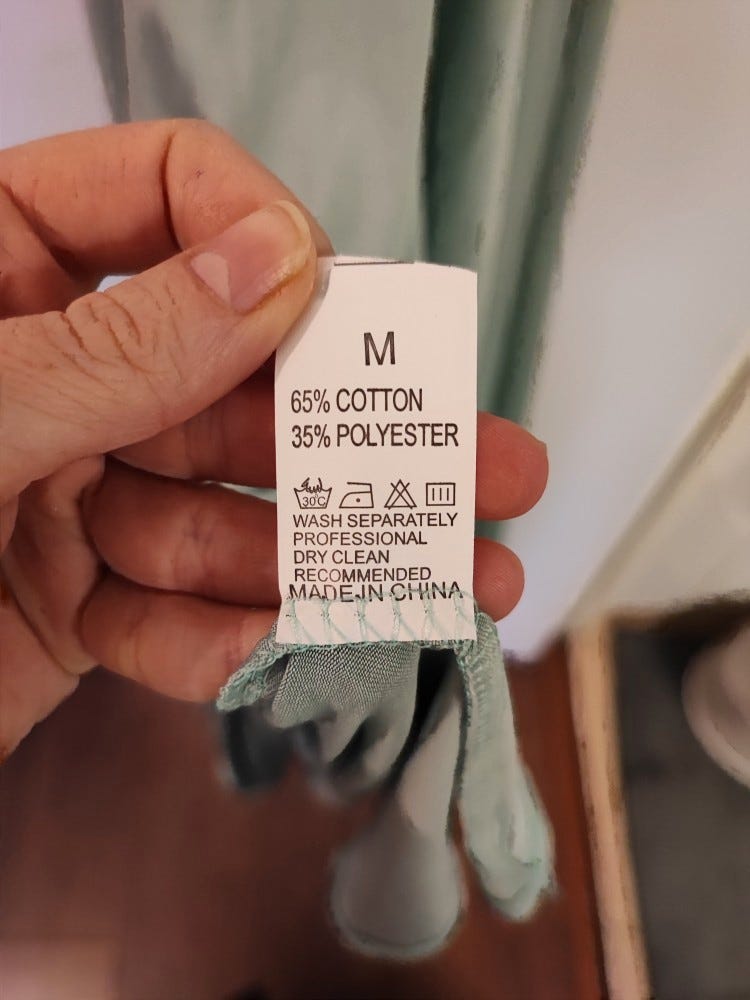 M
65% COTTON
35% POLYESTER
30°C
WASH SEPARATELY
PROFESSIONAL
DRY CLEAN
RECOMMENDED
MADE IN CHINA